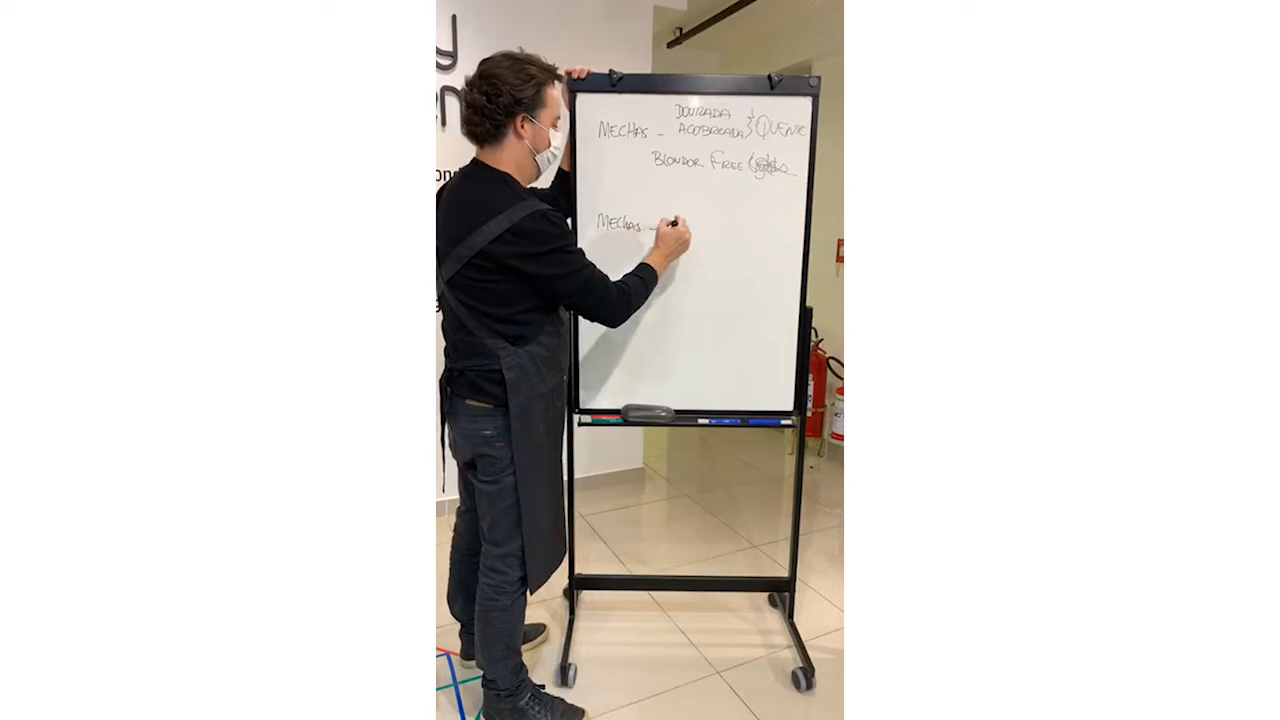 DOURADA
MECHAS - ACOBREADA } QUENTE
BLONDOR FREE
MECHAS -